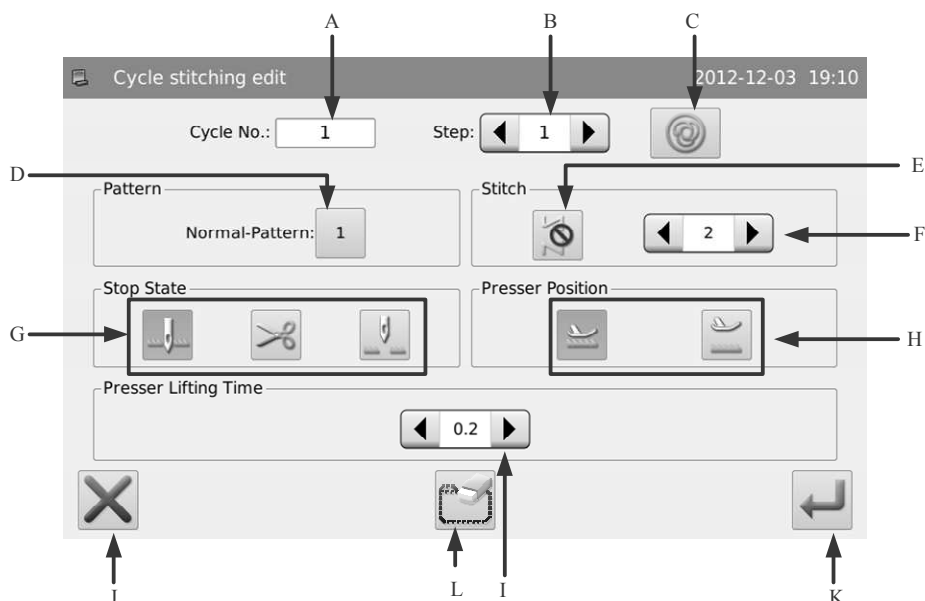 A B C
Cycle stitching edit 2012-12-03 19:10
Cycle No.: 1 Step: 1
D E
Pattern Stitch
Normal-Pattern: 1 2 F
Stop State Presser Position
G H
Presser Lifting Time
0.2
L I K